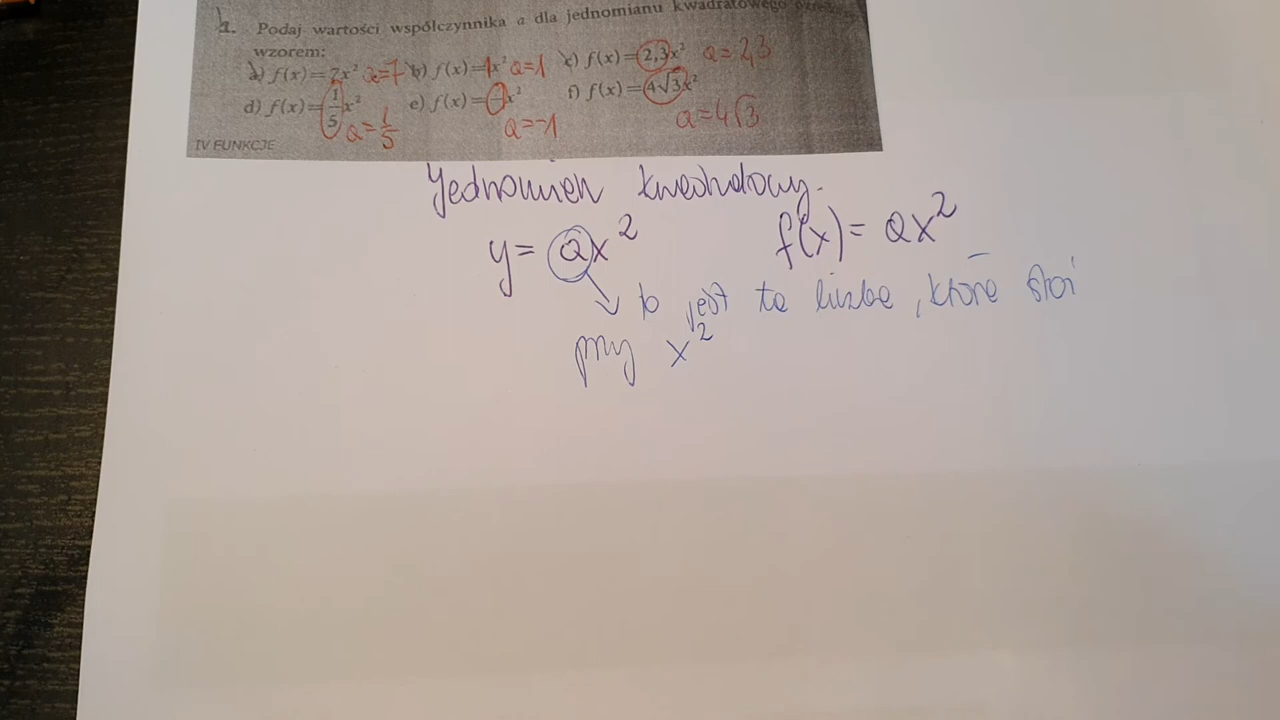 1. Podaj wartości współczynnika a dla jednomianu kwadratowego
wzorem:
a) f(x) = 7x² a=7 b) f(x) = 1x² a=1 c) f(x) = 2,3x² a=2,3
d) f(x) = 1/5 x² a=1/5 e) f(x) = -x² a=-1 f) f(x) = 4√3x² a=4√3
IV FUNKCJE
Jednomian kwadratowy.
y = ax² f(x) = ax²
to jest ta liczba, która stoi
przy x²